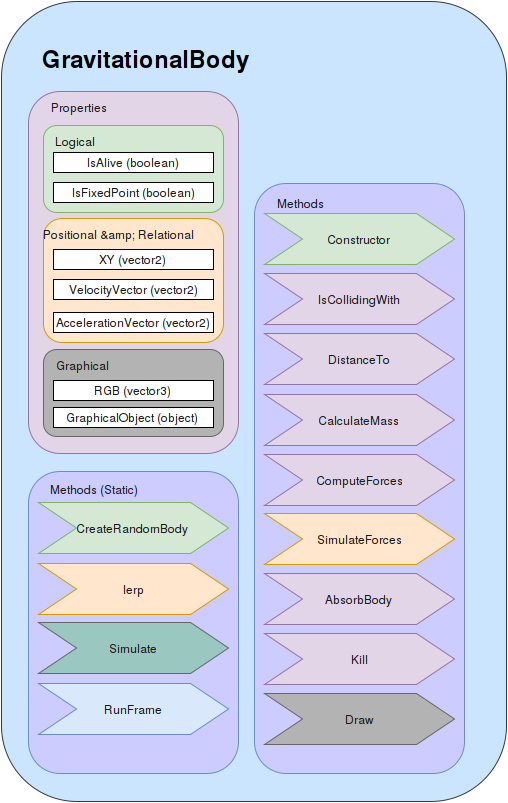 GravitationalBody
Properties
Logical
IsAlive (boolean)
IsFixedPoint (boolean)
Positional &amp; Relational
XY (vector2)
VelocityVector (vector2)
AccelerationVector (vector2)
Graphical
RGB (vector3)
GraphicalObject (object)
Methods (Static)
CreateRandomBody
lerp
Simulate
RunFrame
Methods
Constructor
IsCollidingWith
DistanceTo
CalculateMass
ComputeForces
SimulateForces
AbsorbBody
Kill
Draw